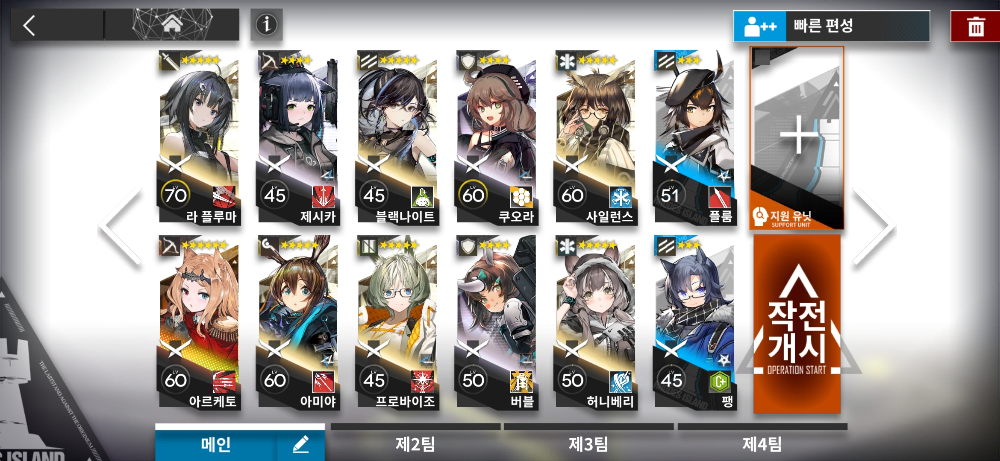 빠른 편성
LV
70
라 플루마
LV
45
제시카
LV
45
C+
블랙나이트
LV
60
쿠오라
LV
60
사일런스
LV
51
플룸
지원 유닛
SUPPORT UNIT
LV
60
아르케토
LV
60
아미야
LV
45
프로바이조
LV
50
버블
LV
50
허니베리
LV
45
C+
팽
작전
개시
OPERATION START
THE LAST STAND AGAINST THE ORIGINIUM
S ISLAND
메인
제2팀
제3팀
제4팀